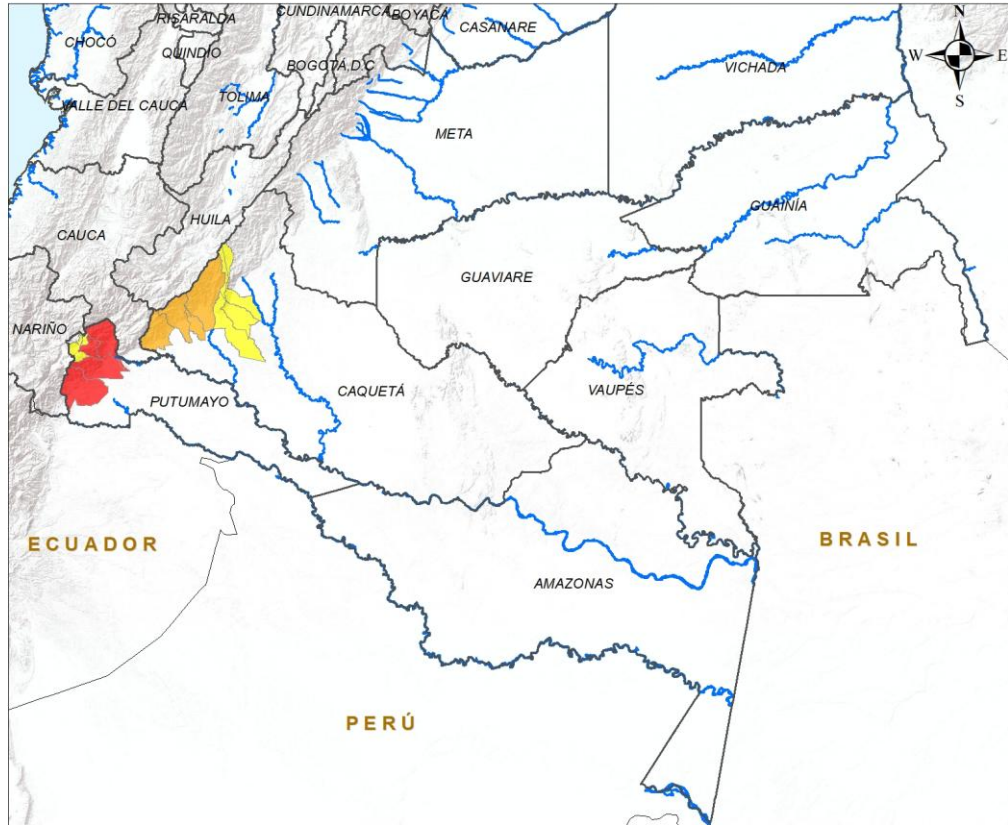 CUNDINAMARCA
BOYACÁ
RISARALDA
CASANARE
CHOCÓ
QUINDÍO
BOGOTÁ D.C
VICHADA
N
W
E
S
VALLE DEL CAUCA
TOLIMA
META
HUILA
GUAINÍA
CAUCA
GUAVIARE
NARIÑO
PUTUMAYO
CAQUETÁ
VAUPÉS
ECUADOR
BRASIL
AMAZONAS
PERÚ